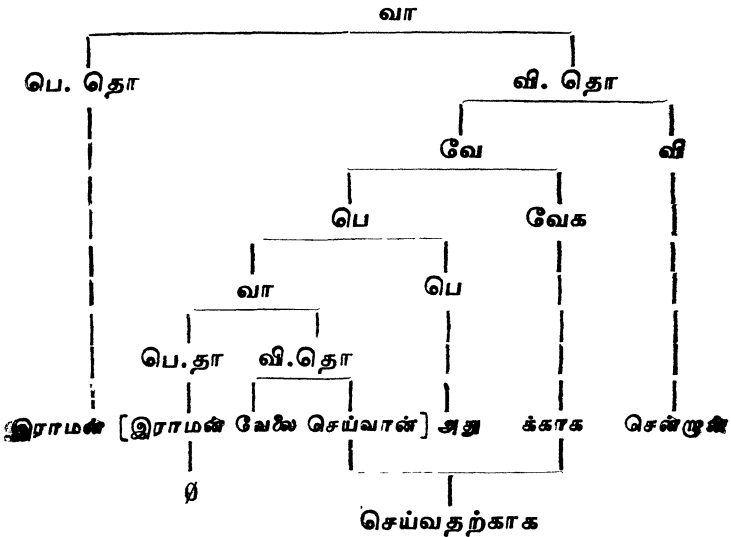 வா
பெ. தொ வி. தொ
வே வி
பெ வேக
வா பெ
பெ.தா வி.தொ
இராமன் [இராமன் வேலை செய்வான்] அது க்காக சென்றான்
Ø
செய்வதற்காக